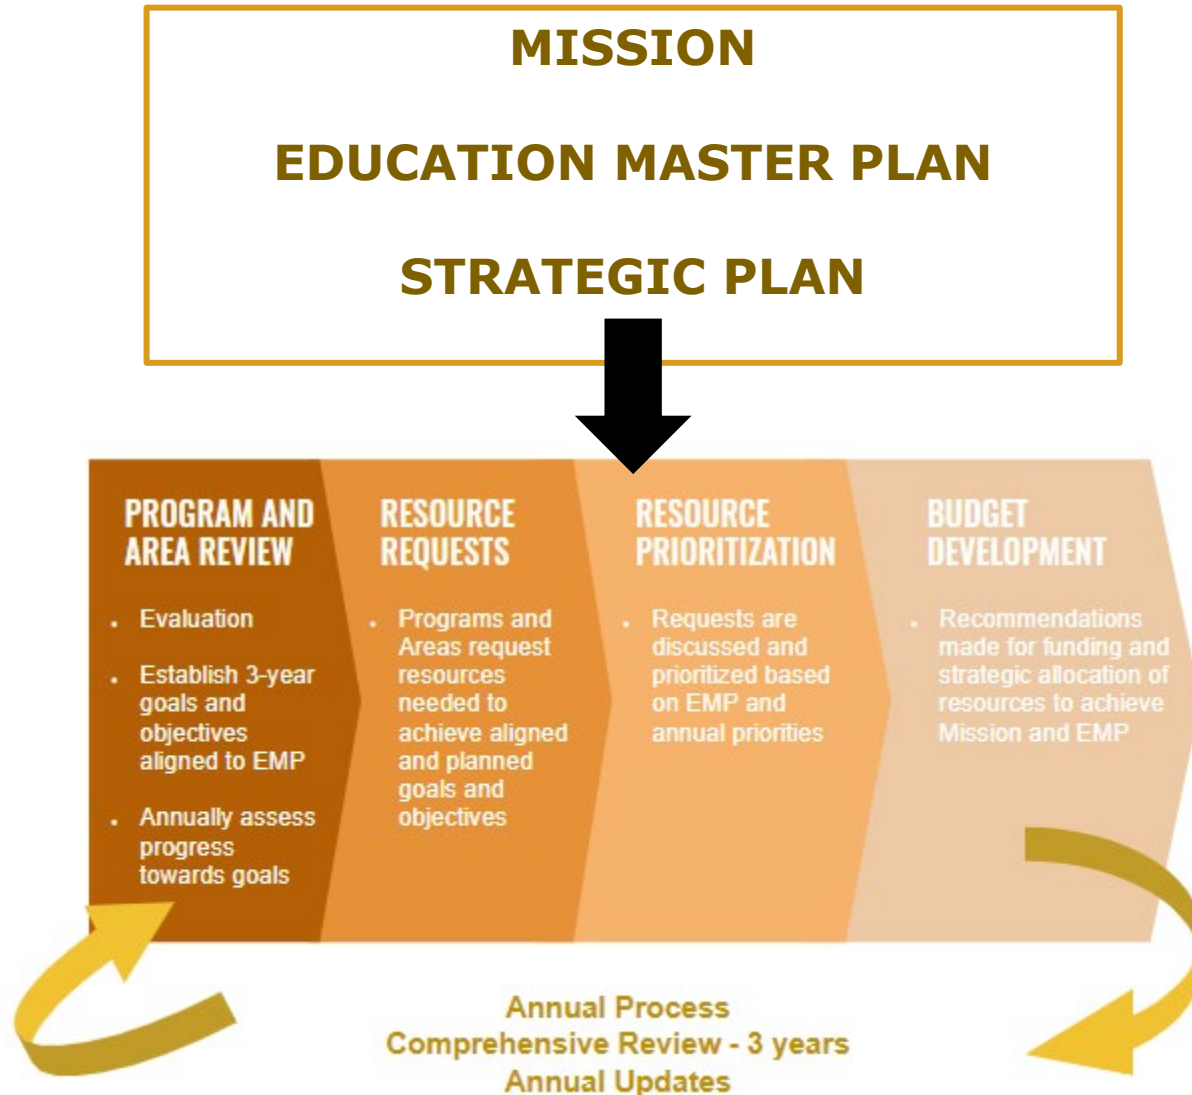 MISSION
EDUCATION MASTER PLAN
STRATEGIC PLAN
PROGRAM AND
AREA REVIEW
• Evaluation
• Establish 3-year
goals and
objectives
aligned to EMP
• Annually assess
progress
towards goals
RESOURCE
REQUESTS
• Programs and
Areas request
resources
needed to
achieve aligned
and planned
goals and
objectives
RESOURCE
PRIORITIZATION
• Requests are
discussed and
prioritized based
on EMP and
annual priorities
BUDGET
DEVELOPMENT
• Recommendations
made for funding and
strategic allocation of
resources to achieve
Mission and EMP
Annual Process
Comprehensive Review - 3 years
Annual Updates